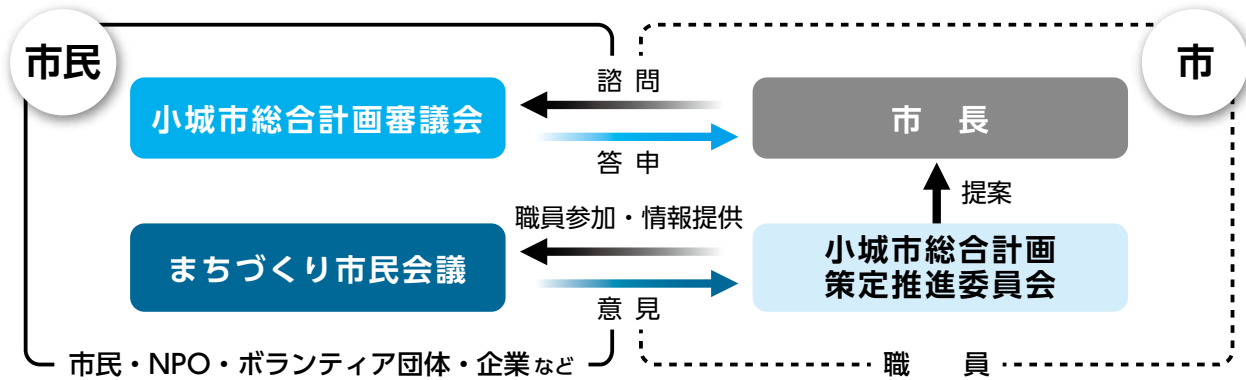 市民
市
小城市総合計画審議会
諮問
答申
市　長
提案
まちづくり市民会議
職員参加・情報提供
意見
小城市総合計画
策定推進委員会
市民・NPO・ボランティア団体・企業など
職　員